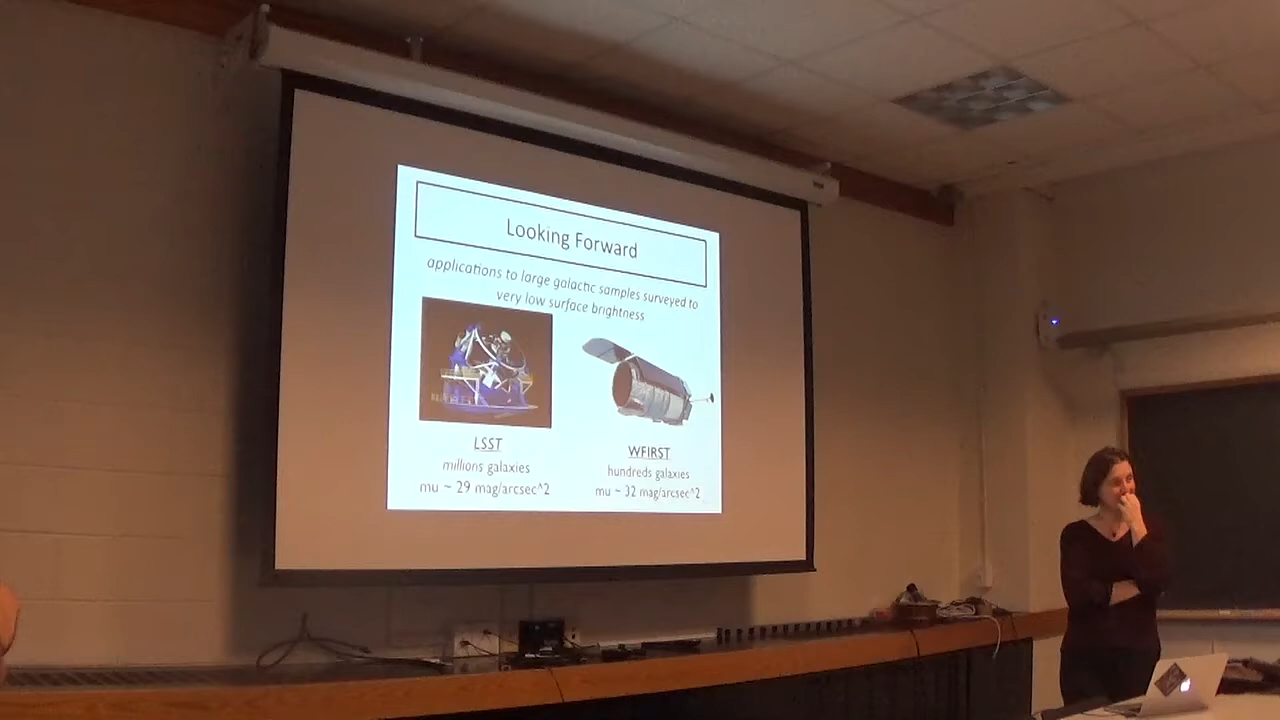 Looking Forward
applications to large galactic samples surveyed to
very low surface brightness
LSST
millions galaxies
mu ~ 29 mag/arcsec^2
WFIRST
hundreds galaxies
mu ~ 32 mag/arcsec^2